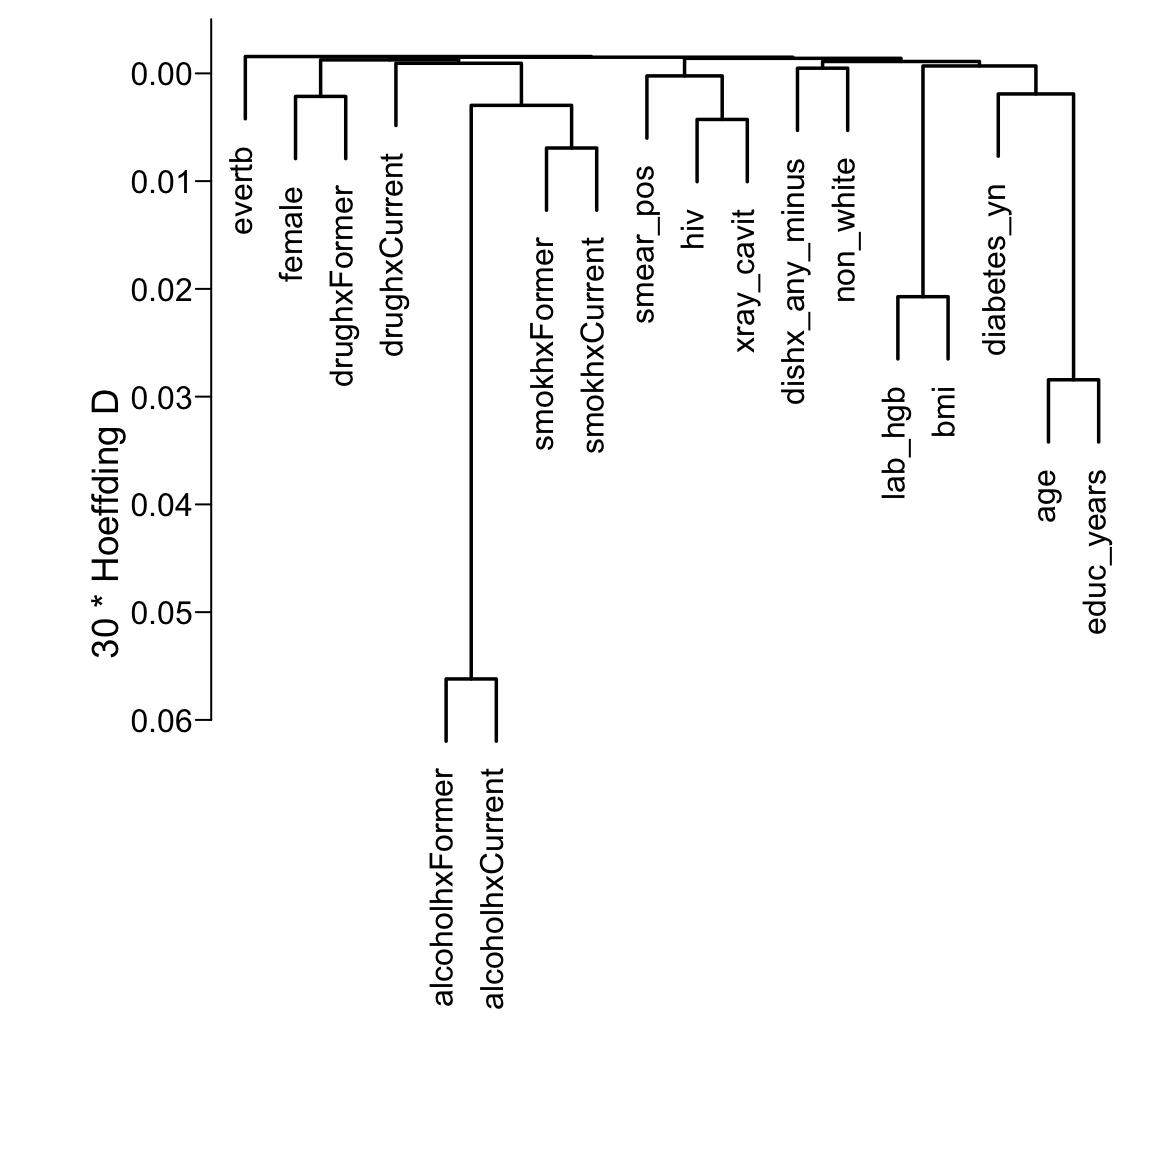 30 * Hoeffding D
0.00
0.01
0.02
0.03
0.04
0.05
0.06
evertb
female
drughxFormer
drughxCurrent
alcoholhxFormer
alcoholhxCurrent
smokhxFormer
smokhxCurrent
smear_pos
hiv
xray_cavit
dishx_any_minus
non_white
lab_hgb
bmi
diabetes_yn
age
educ_years